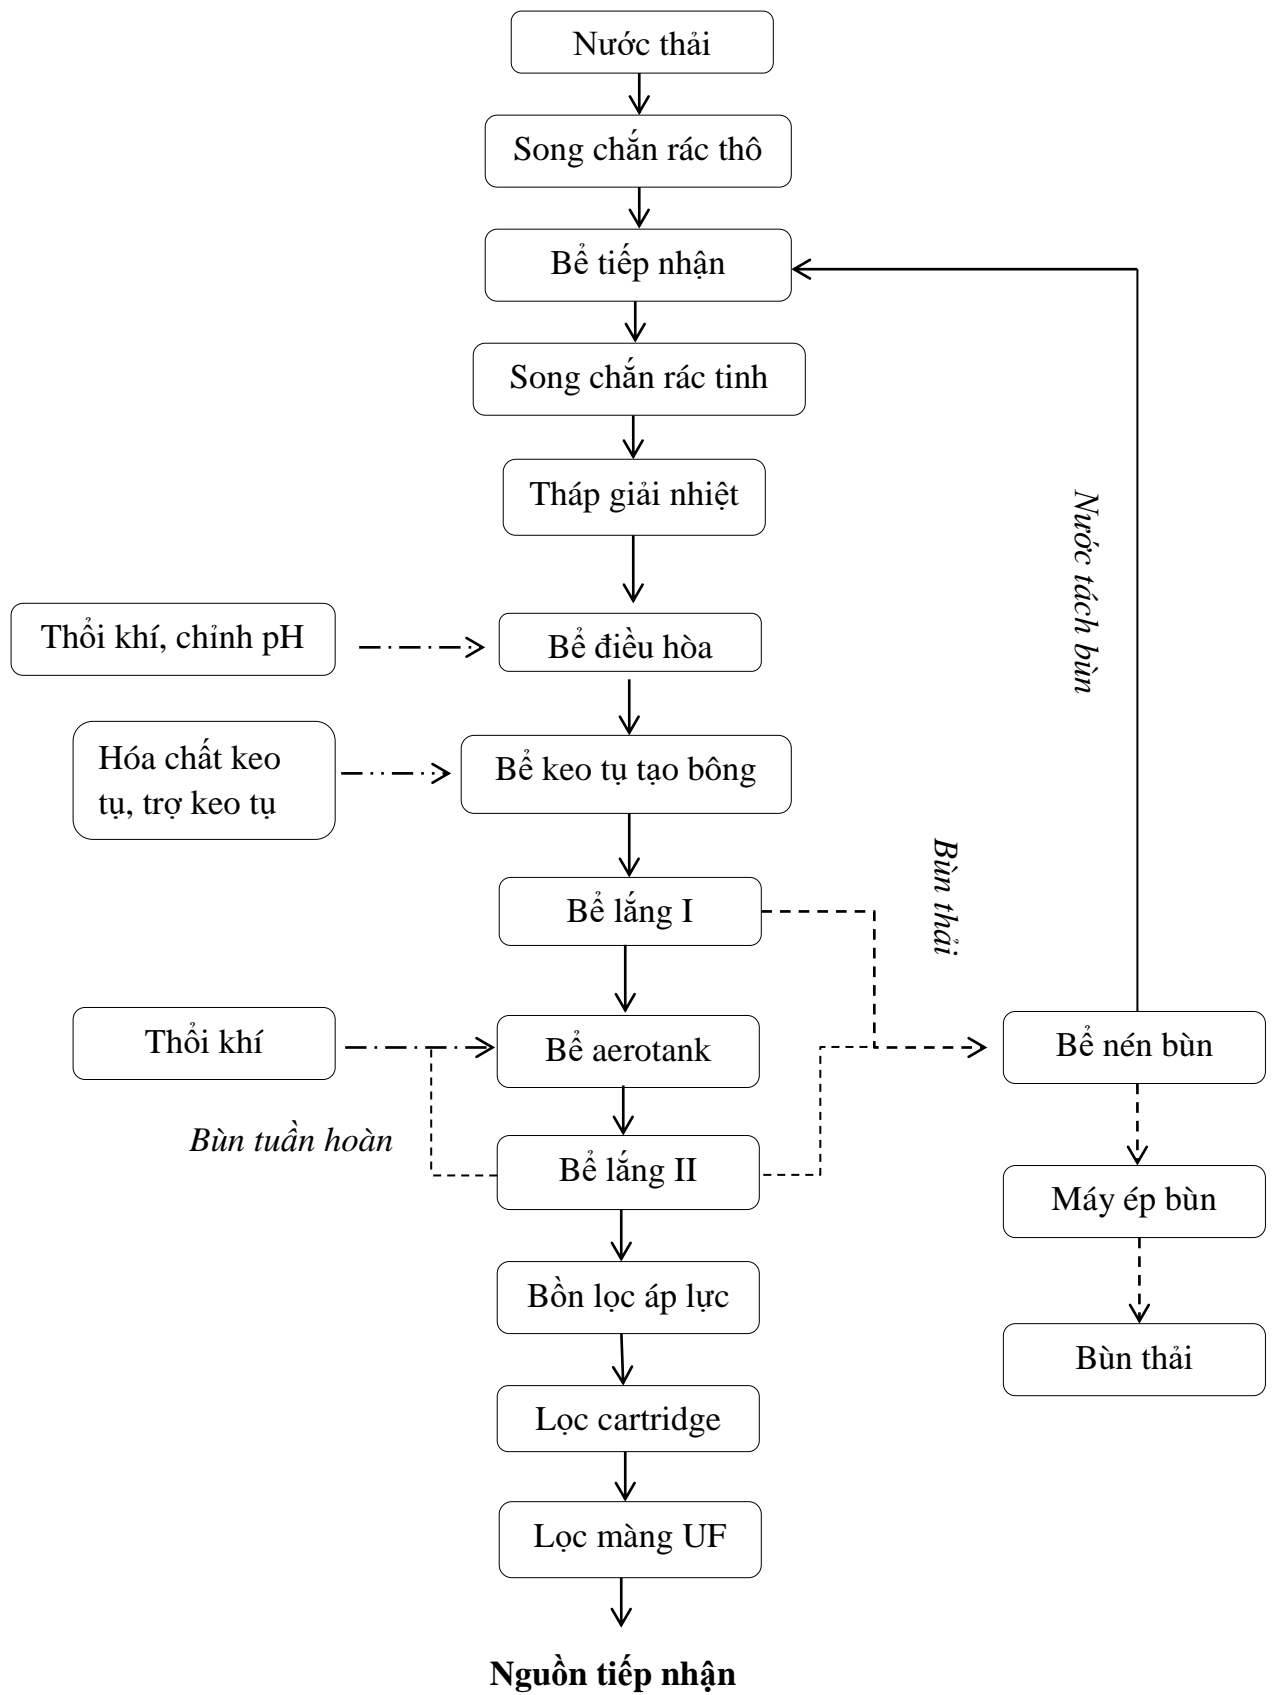 Nước thải
Song chắn rác thô
Bể tiếp nhận
Song chắn rác tinh
Tháp giải nhiệt
Nước tách bùn
Thổi khí, chỉnh pH
Bể điều hòa
Hóa chất keo
tụ, trợ keo tụ
Bể keo tụ tạo bông
Bùn thải
Bể lắng I
Thổi khí
Bể aerotank
Bể nén bùn
Bùn tuần hoàn
Bể lắng II
Máy ép bùn
Bồn lọc áp lực
Bùn thải
Lọc cartridge
Lọc màng UF
Nguồn tiếp nhận